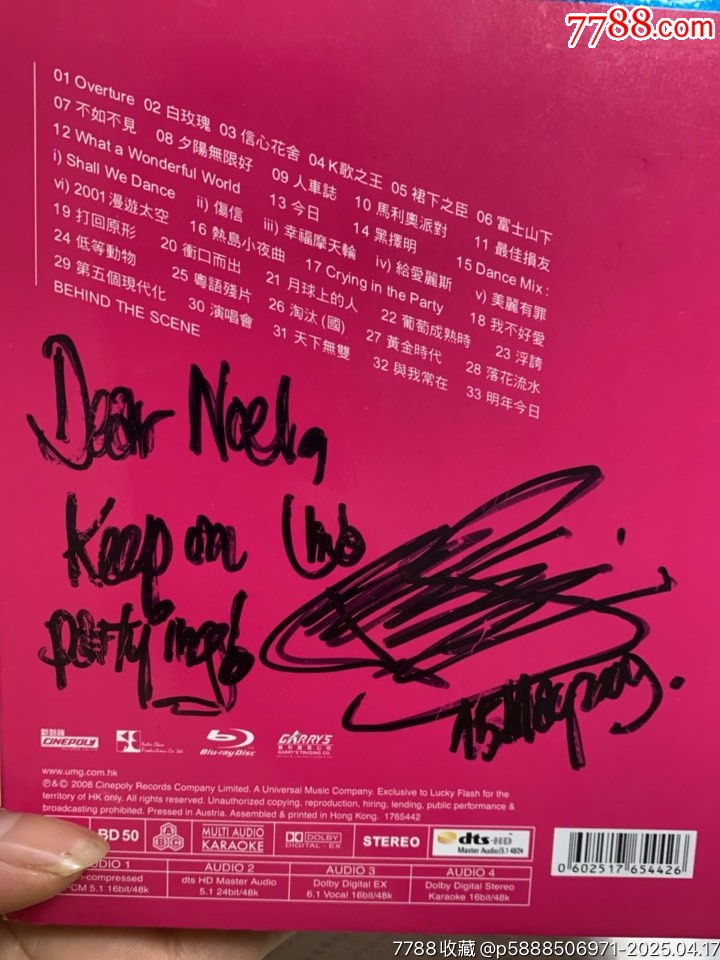 7788.com
01 Overture 02 白玫瑰 03 信心花舍 04 K歌之王 05 裙下之臣 06 富士山下
07 不如不見 08 夕陽無限好 09 人車誌 10 馬利奧派對 11 最佳損友
12 What a Wonderful World 13 今日 14 黑擇明 15 Dance Mix:
i) Shall We Dance ii) 傷信 iii) 幸福摩天輪 iv) 給愛麗斯 v) 美麗有罪
vi) 2001漫遊太空 16 熱島小夜曲 17 Crying in the Party 18 我不好愛
19 打回原形 20 衝口而出 21 月球上的人 22 葡萄成熟時 23 浮誇
24 低等動物 25 粵語殘片 26 淘汰(國) 27 黃金時代 28 落花流水
29 第五個現代化 30 演唱會 31 天下無雙 32 與我常在 33 明年今日
BEHIND THE SCENE
Dear
Keep on
partying
CINEPOLY
Blu-ray Disc
GARRY'S
www.umg.com.hk
℗&© 2008 Cinepoly Records Company Limited. A Universal Music Company. Exclusive to Lucky Flash for the
territory of HK only. All rights reserved. Unauthorized copying, reproduction, hiring, lending, public performance &
broadcasting prohibited. Pressed in Austria. Assembled & printed in Hong Kong. 1765442
BD 50 ABC MULTI AUDIO KARAOKE DOLBY DIGITAL-EX STEREO dts-HD Master Audio/5.1 48/24
AUDIO 2 AUDIO 3 AUDIO 4
dts HD Master Audio Dolby Digital EX Dolby Digital Stereo
5.1 16bit/48k 5.1 24bit/48k 6.1 Vocal 16bit/48k Karaoke 16bit/48k
0 602517 654426
7788收藏 @p5888506971-2025.04.17